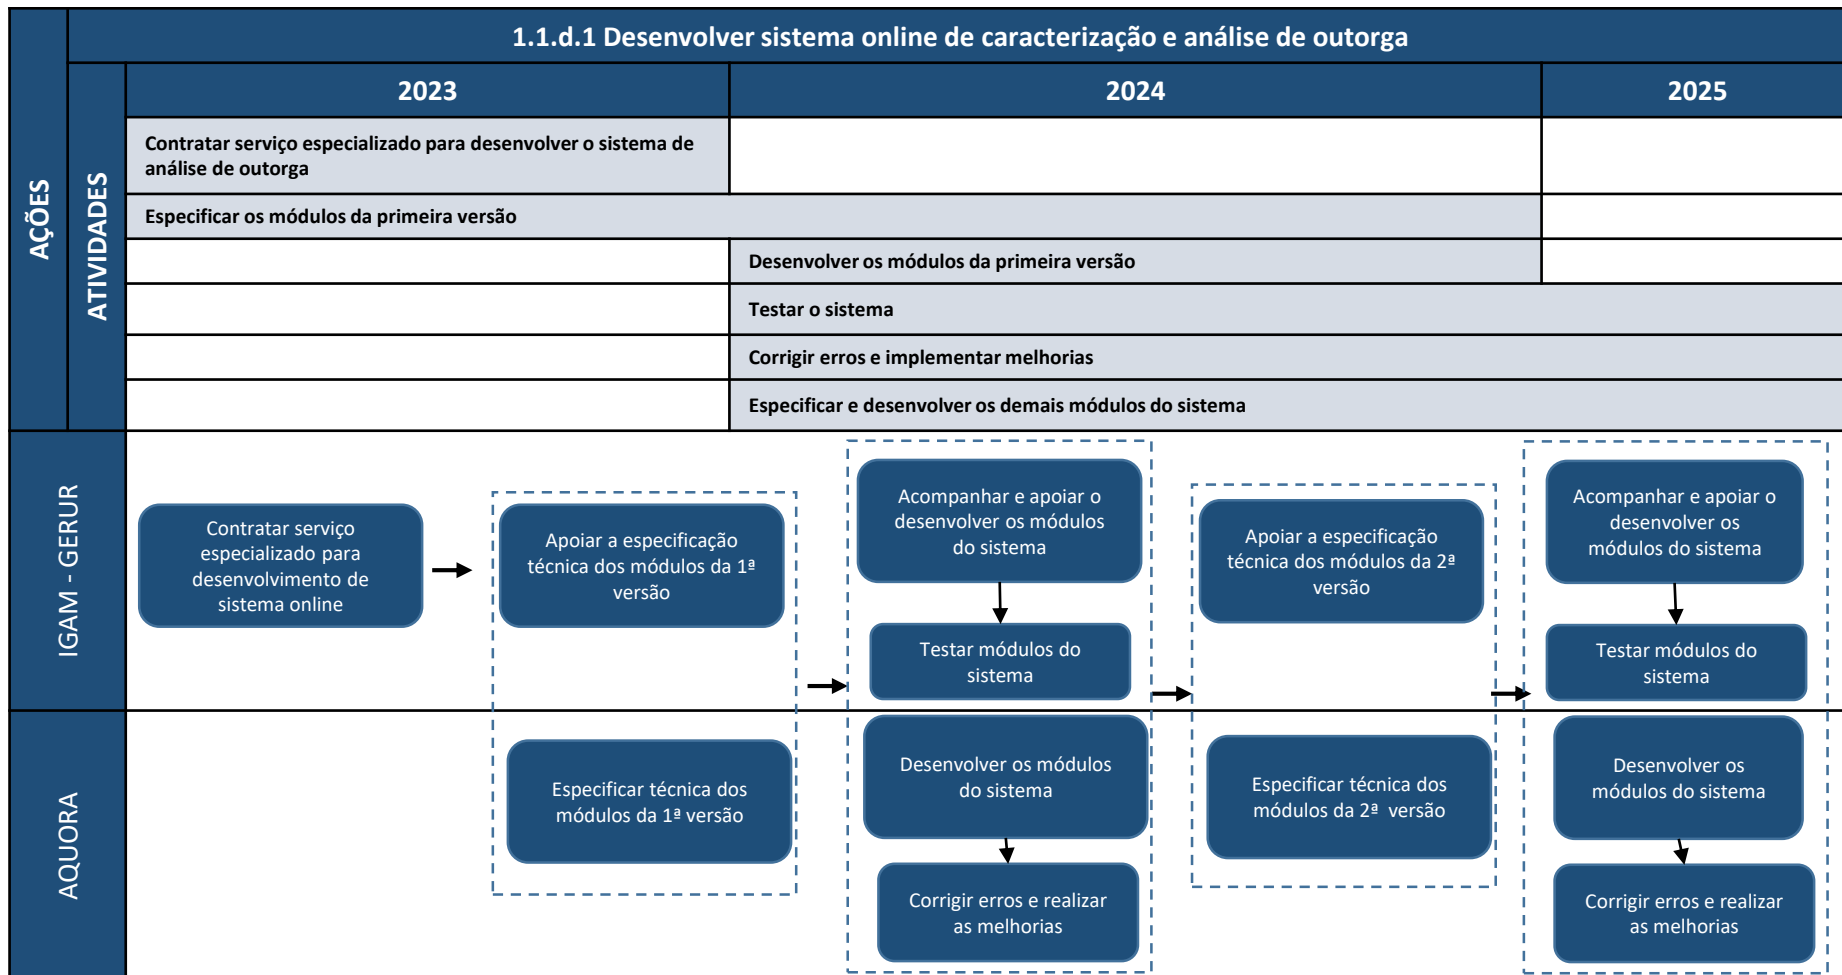 1.1.d.1 Desenvolver sistema online de caracterização e análise de outorga
AÇÕES
ATIVIDADES
2023
2024
2025
Contratar serviço especializado para desenvolver o sistema de
análise de outorga
Especificar os módulos da primeira versão
Desenvolver os módulos da primeira versão
Testar o sistema
Corrigir erros e implementar melhorias
Especificar e desenvolver os demais módulos do sistema
IGAM - GERUR
Contratar serviço
especializado para
desenvolvimento de
sistema online
Apoiar a especificação
técnica dos módulos da 1ª
versão
Acompanhar e apoiar o
desenvolver os módulos
do sistema
Testar módulos do
sistema
Apoiar a especificação
técnica dos módulos da 2ª
versão
Acompanhar e apoiar o
desenvolver os
módulos do sistema
Testar módulos do
sistema
AQUORA
Especificar técnica dos
módulos da 1ª versão
Desenvolver os módulos
do sistema
Corrigir erros e realizar
as melhorias
Especificar técnica dos
módulos da 2ª versão
Desenvolver os
módulos do sistema
Corrigir erros e realizar
as melhorias